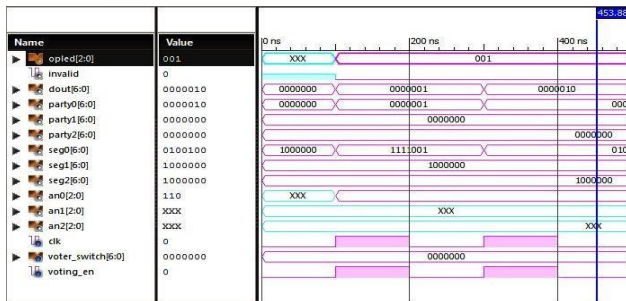 453.88
Name Value 0 ns 200 ns 400 ns
opled[2:0] 001 XXX 001
invalid 0
dout[6:0] 0000010 0000000 0000001 0000010
party0[6:0] 0000010 0000000 0000001 000
party1[6:0] 0000000 0000000
party2[6:0] 0000000 0000000
seg0[6:0] 0100100 1000000 1111001 010
seg1[6:0] 1000000 1000000
seg2[6:0] 1000000 1000000
an0[2:0] 110 XXX
an1[2:0] XXX XXX
an2[2:0] XXX XXX
clk 0
voter_switch[6:0] 0000000 0000000
voting_en 0